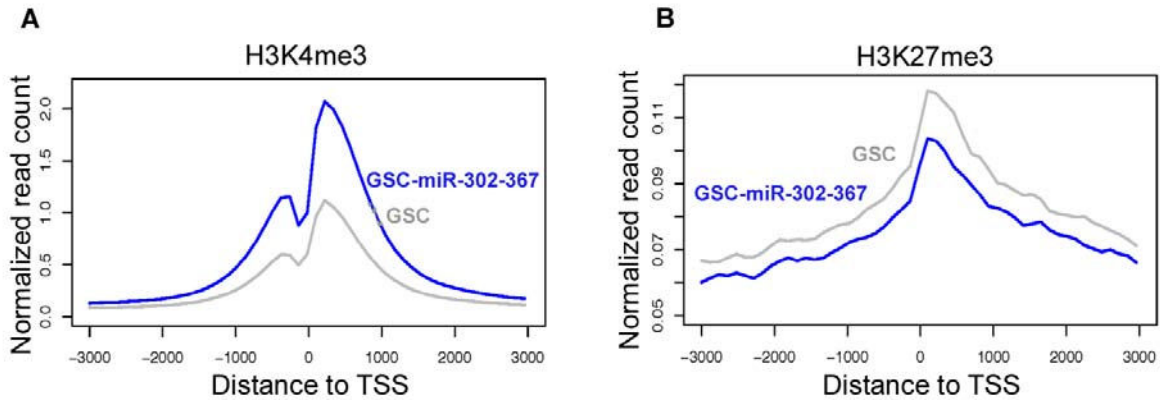 A
H3K4me3
Normalized read count
2.0
1.5
1.0
0.5
0.0
GSC-miR-302-367
GSC
−3000 −2000 −1000 0 1000 2000 3000
Distance to TSS
B
H3K27me3
Normalized read count
0.11
0.09
0.07
0.05
GSC
GSC-miR-302-367
−3000 −2000 −1000 0 1000 2000 3000
Distance to TSS